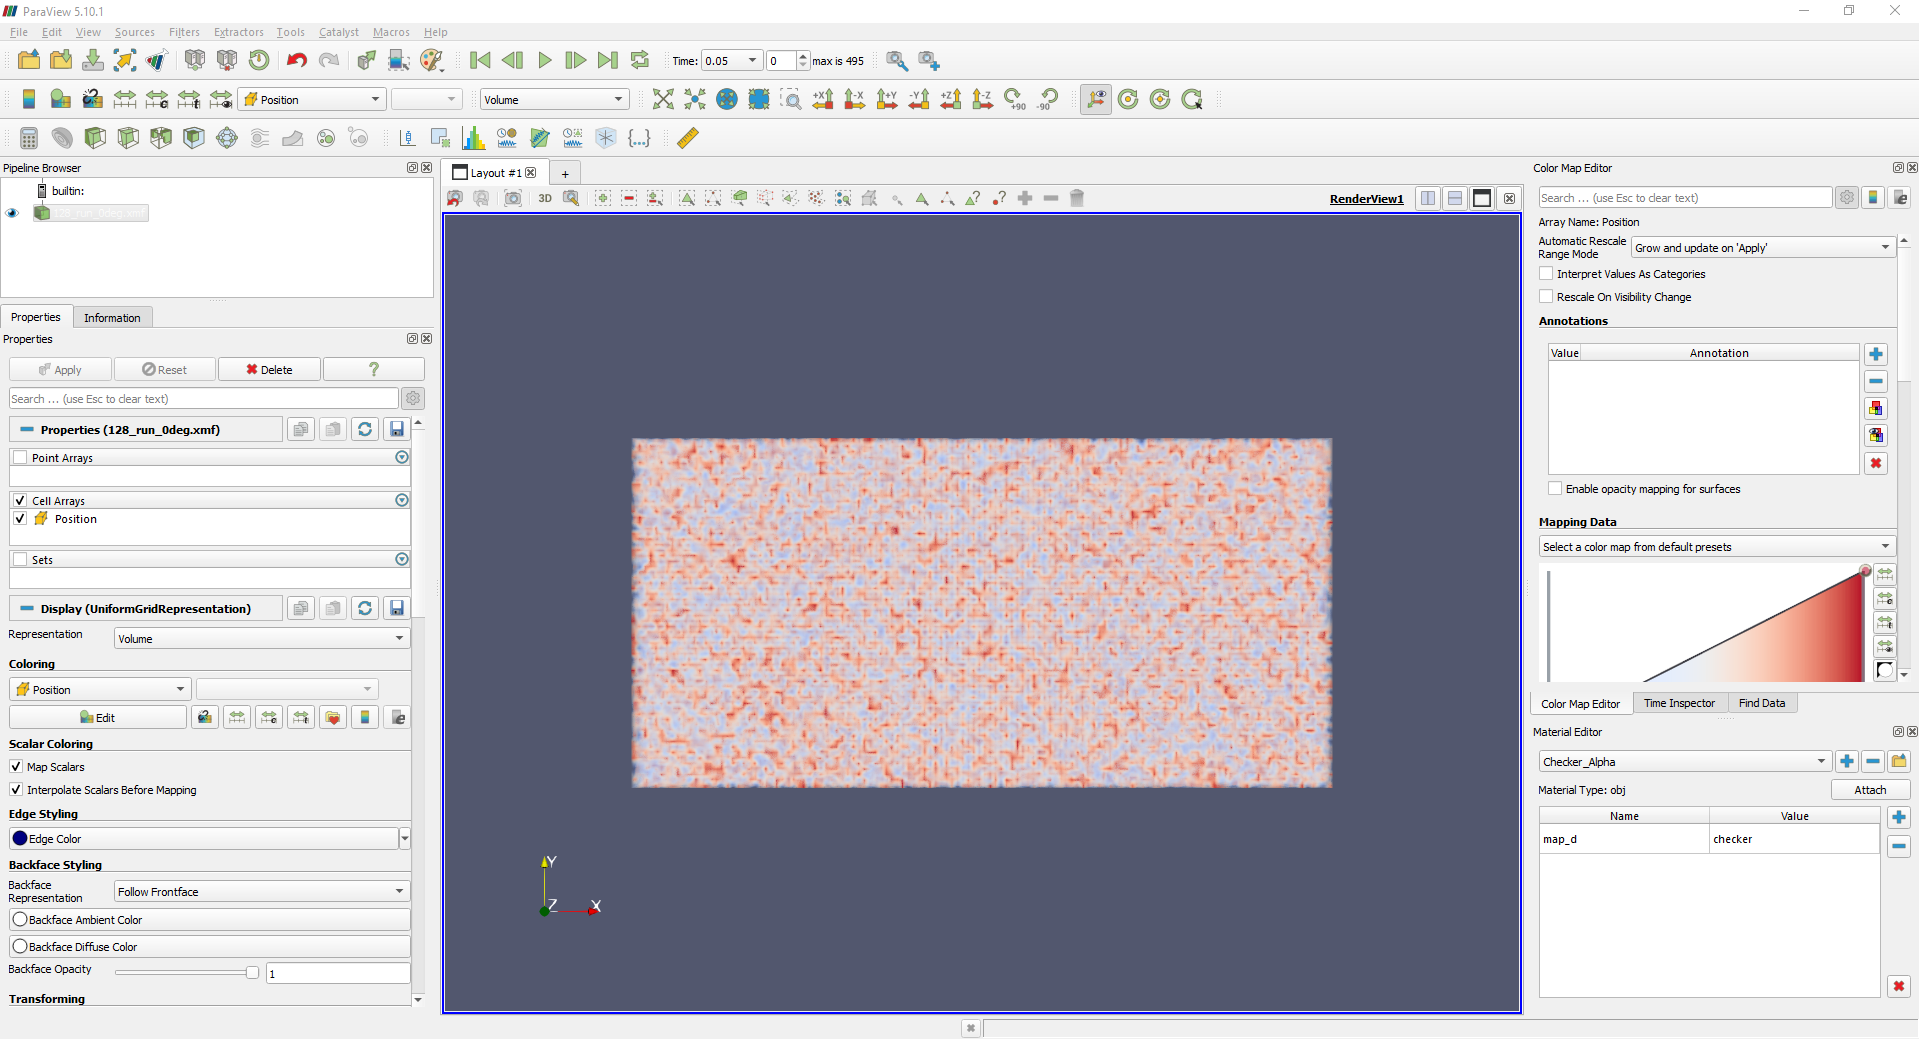 ParaView 5.10.1
File Edit View Sources Filters Extractors Tools Catalyst Macros Help
Time: 0.05 0 max is 495
Position Volume +X -X +Y -Y +Z -Z +90 -90
Pipeline Browser
builtin:
128_run_0deg.xmf
Properties Information
Properties
Apply Reset Delete ?
Search ... (use Esc to clear text)
Properties (128_run_0deg.xmf)
Point Arrays
Cell Arrays
Position
Sets
Display (UniformGridRepresentation)
Representation Volume
Coloring
Position
Edit
Scalar Coloring
Map Scalars
Interpolate Scalars Before Mapping
Edge Styling
Edge Color
Backface Styling
Backface
Representation Follow Frontface
Backface Ambient Color
Backface Diffuse Color
Backface Opacity 1
Transforming
Layout #1 +
3D RenderView1
Y
Z X
Color Map Editor
Search ... (use Esc to clear text)
Array Name: Position
Automatic Rescale
Range Mode Grow and update on 'Apply'
Interpret Values As Categories
Rescale On Visibility Change
Annotations
Value Annotation
Enable opacity mapping for surfaces
Mapping Data
Select a color map from default presets
Color Map Editor Time Inspector Find Data
Material Editor
Checker_Alpha
Material Type: obj Attach
Name Value
map_d checker